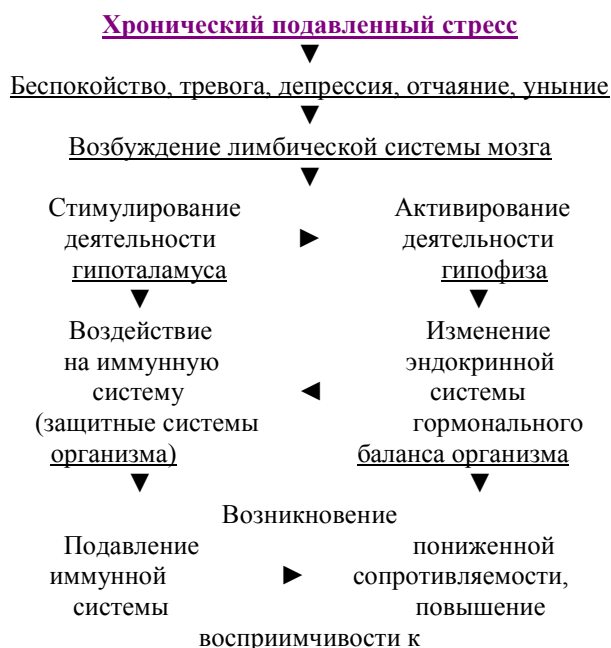 Хронический подавленный стресс
▼
Беспокойство, тревога, депрессия, отчаяние, уныние
▼
Возбуждение лимбической системы мозга
▼
Стимулирование Активирование
деятельности ► деятельности
гипоталамуса гипофиза
▼ ▼
Воздействие Изменение
на иммунную эндокринной
систему ◄ системы
(защитные системы гормонального
организма) баланса организма
▼ ▼
Возникновение
Подавление пониженной
иммунной ► сопротивляемости,
системы повышение
восприимчивости к